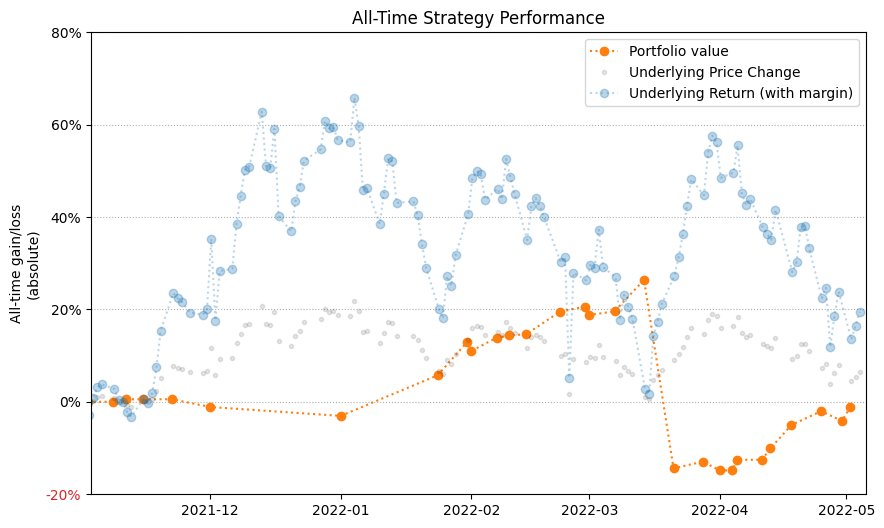 All-Time Strategy Performance
80%
60%
40%
20%
0%
-20%
All-time gain/loss
(absolute)
Portfolio value
Underlying Price Change
Underlying Return (with margin)
2021-12
2022-01
2022-02
2022-03
2022-04
2022-05